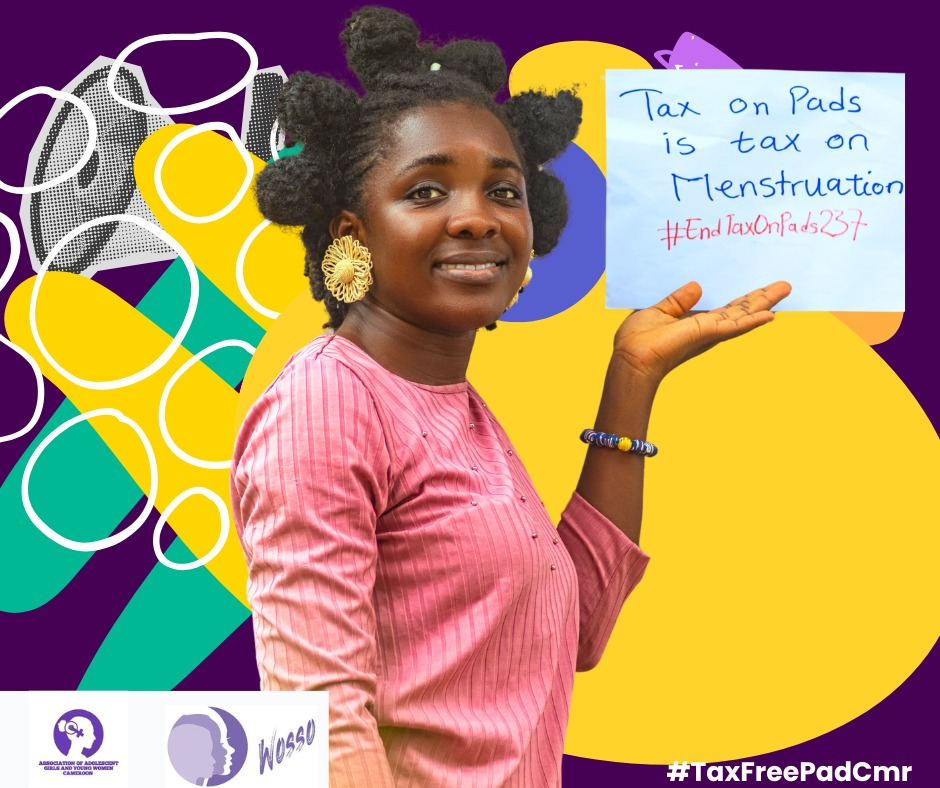 Tax on Pads
is tax on
Menstruation
#EndTaxOnPads237
ASSOCIATION OF ADOLESCENT
GIRLS AND YOUNG WOMEN
CAMEROON
Wosso
#TaxFreePadCmr